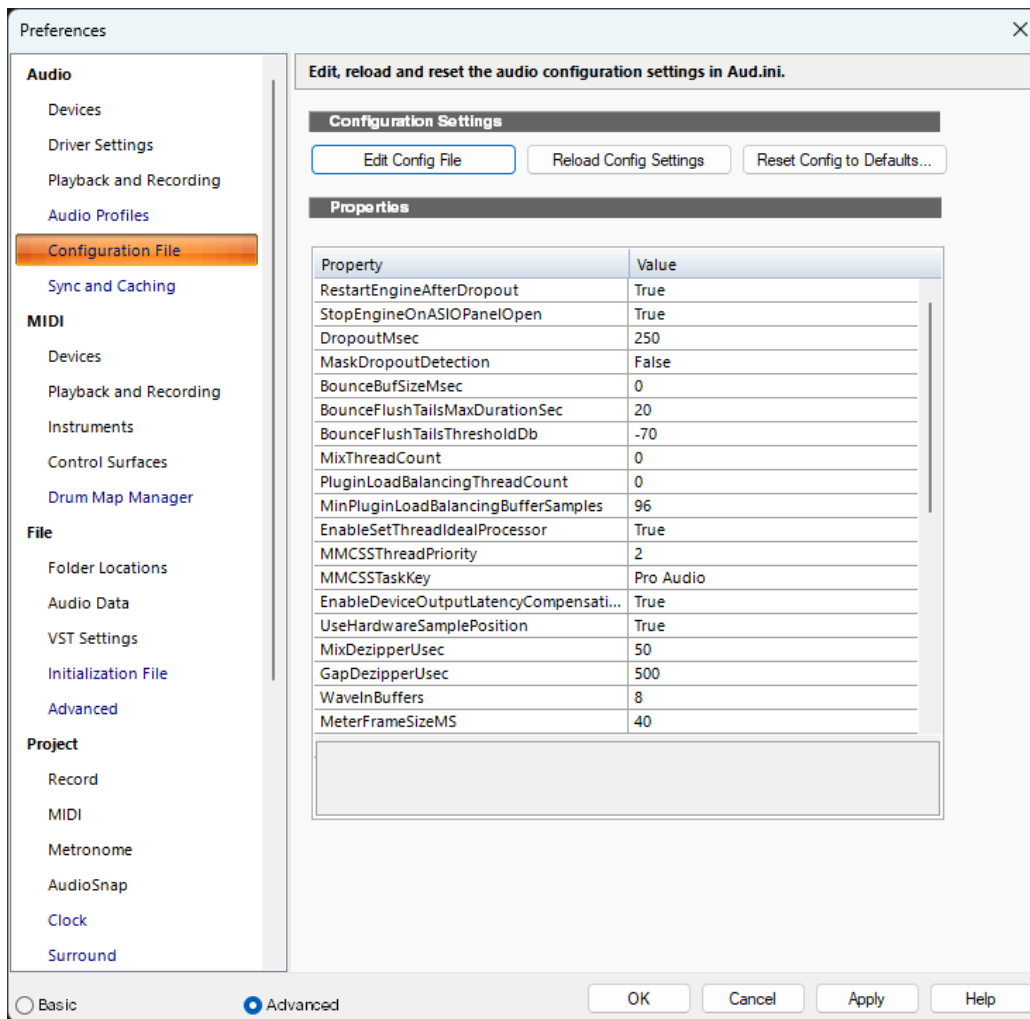 Preferences
Audio
Devices
Driver Settings
Playback and Recording
Audio Profiles
Configuration File
Sync and Caching
MIDI
Devices
Playback and Recording
Instruments
Control Surfaces
Drum Map Manager
File
Folder Locations
Audio Data
VST Settings
Initialization File
Advanced
Project
Record
MIDI
Metronome
AudioSnap
Clock
Surround
Edit, reload and reset the audio configuration settings in Aud.ini.
Configuration Settings
Edit Config File Reload Config Settings Reset Config to Defaults...
Properties
Property Value
RestartEngineAfterDropout True
StopEngineOnASIOPanelOpen True
DropoutMsec 250
MaskDropoutDetection False
BounceBufSizeMsec 0
BounceFlushTailsMaxDurationSec 20
BounceFlushTailsThresholdDb -70
MixThreadCount 0
PluginLoadBalancingThreadCount 0
MinPluginLoadBalancingBufferSamples 96
EnableSetThreadIdealProcessor True
MMCSSThreadPriority 2
MMCSSTaskKey Pro Audio
EnableDeviceOutputLatencyCompensati... True
UseHardwareSamplePosition True
MixDezipperUsec 50
GapDezipperUsec 500
WaveInBuffers 8
MeterFrameSizeMS 40
Basic Advanced OK Cancel Apply Help